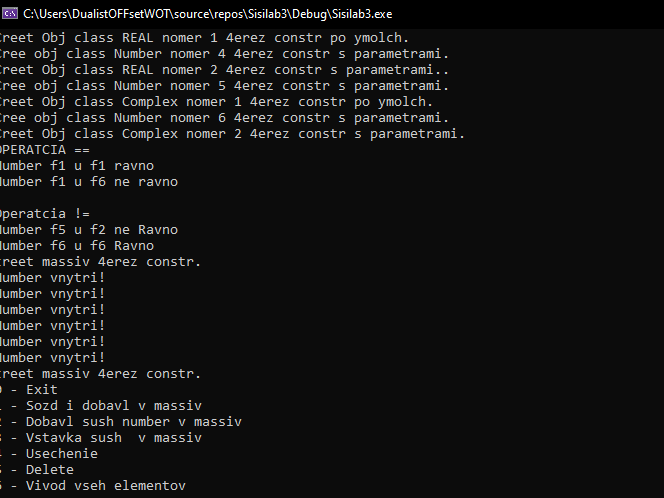 C:\Users\DualistOFFsetWOT\source\repos\Sisilab3\Debug\Sisilab3.exe
Creet Obj class REAL nomer 1 4erez constr po ymolch.
Cree obj class Number nomer 4 4erez constr s parametrami.
Creet Obj class REAL nomer 2 4erez constr s parametrami..
Cree obj class Number nomer 5 4erez constr s parametrami.
Creet Obj class Complex nomer 1 4erez constr po ymolch.
Cree obj class Number nomer 6 4erez constr s parametrami.
Creet Obj class Complex nomer 2 4erez constr s parametrami.
OPERATCIA ==
Number f1 u f1 ravno
Number f1 u f6 ne ravno
Operatcia !=
Number f5 u f2 ne Ravno
Number f6 u f6 Ravno
massiv 4erez constr.
Number vnytri!
Number vnytri!
Number vnytri!
Number vnytri!
Number vnytri!
Number vnytri!
massiv 4erez constr.
0 - Exit
1 - Sozd i dobavl v massiv
2 - Dobavl sush number v massiv
3 - Vstavka sush  v massiv
4 - Usechenie
5 - Delete
6 - Vivod vseh elementov